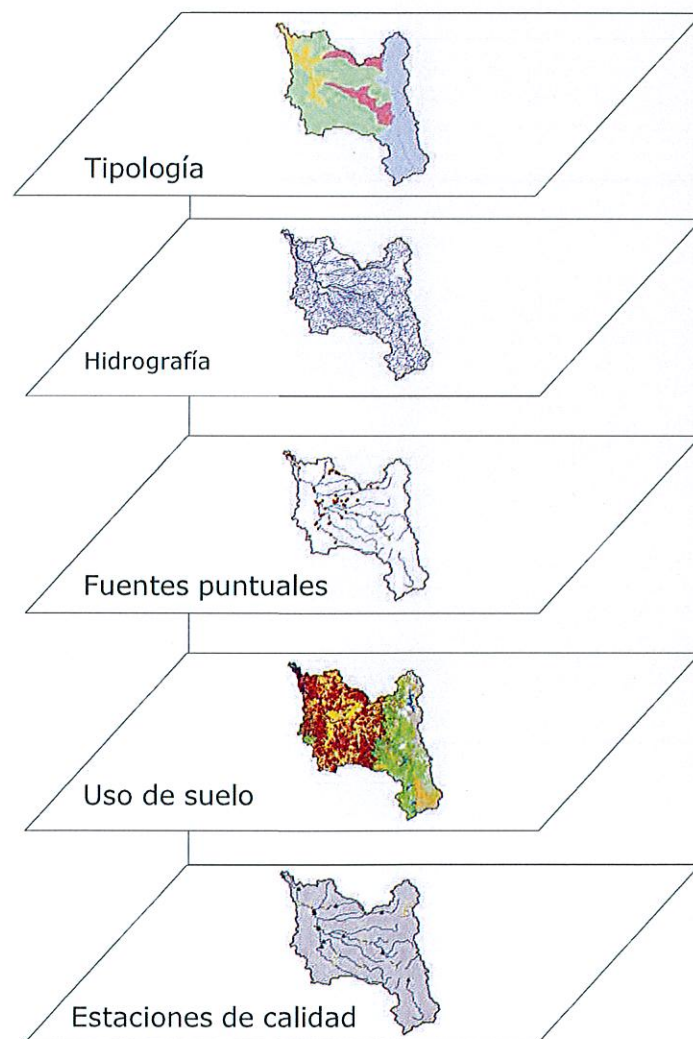 Tipología
Hidrografía
Fuentes puntuales
Uso de suelo
Estaciones de calidad